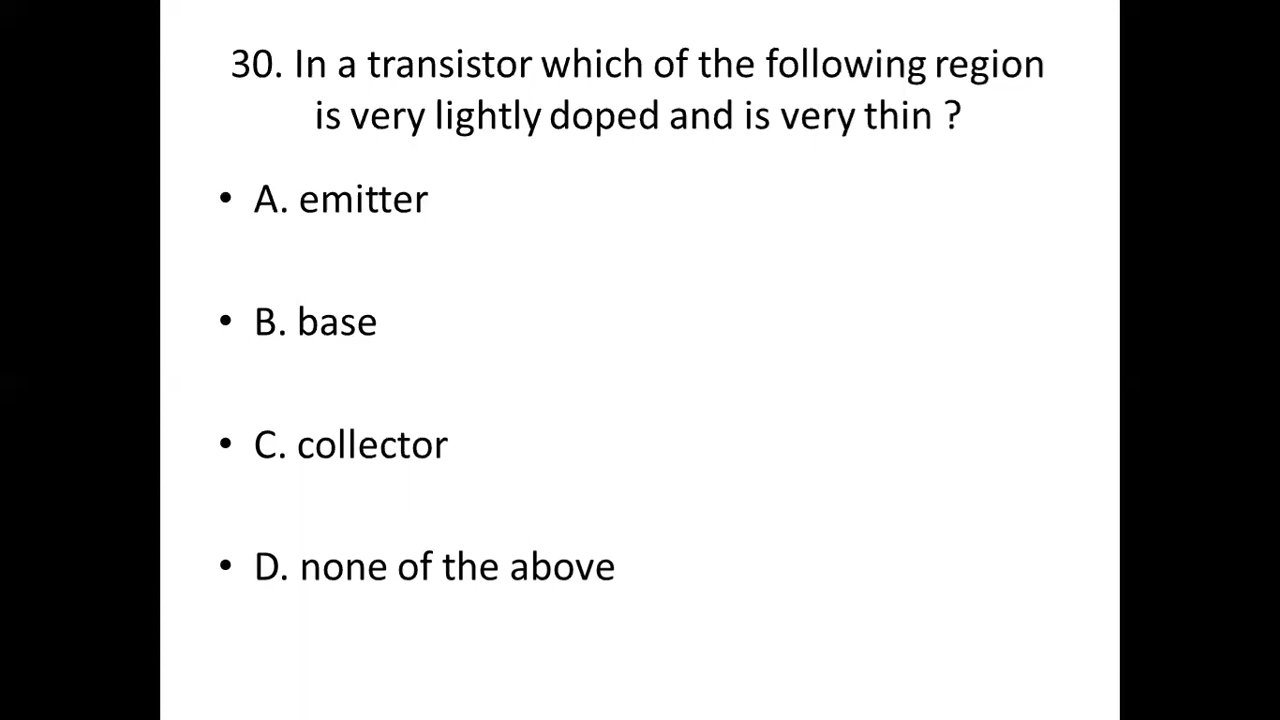 30. In a transistor which of the following region
is very lightly doped and is very thin ?
• A. emitter
• B. base
• C. collector
• D. none of the above